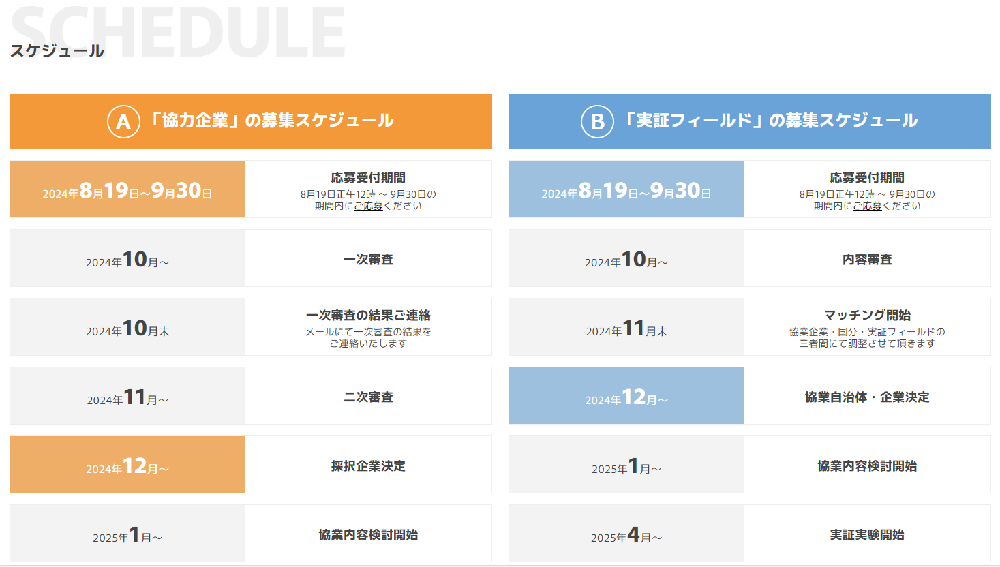 SCHEDULE
スケジュール
A 「協力企業」の募集スケジュール
2024年8月19日〜9月30日
応募受付期間
8月19日正午12時 〜 9月30日の
期間内にご応募ください
2024年10月〜
一次審査
2024年10月末
一次審査の結果ご連絡
メールにて一次審査の結果を
ご連絡いたします
2024年11月〜
二次審査
2024年12月〜
採択企業決定
2025年1月〜
協業内容検討開始
B 「実証フィールド」の募集スケジュール
2024年8月19日〜9月30日
応募受付期間
8月19日正午12時 〜 9月30日の
期間内にご応募ください
2024年10月〜
内容審査
2024年11月末
マッチング開始
協業企業・国分・実証フィールドの
三者間にて調整させて頂きます
2024年12月〜
協業自治体・企業決定
2025年1月〜
協業内容検討開始
2025年4月〜
実証実験開始